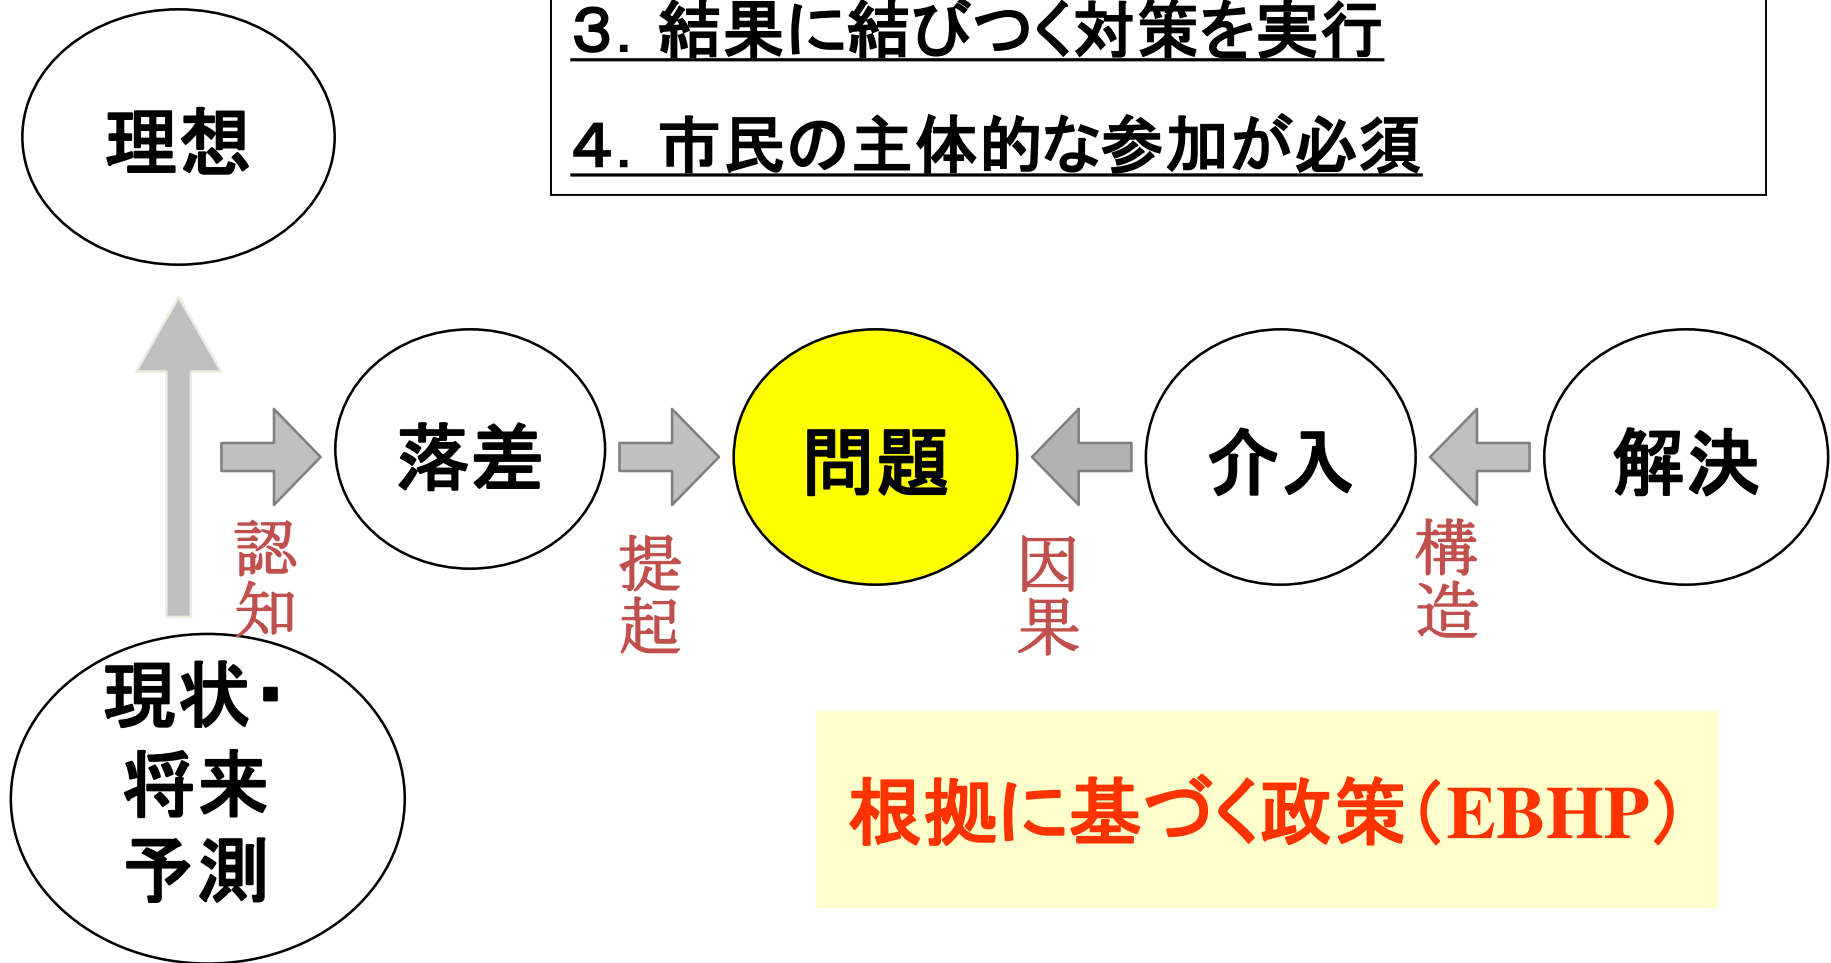 3．結果に結びつく対策を実行
4．市民の主体的な参加が必須
理想
落差
問題
介入
解決
認知
提起
因果
構造
現状・
将来
予測
根拠に基づく政策（EBHP）